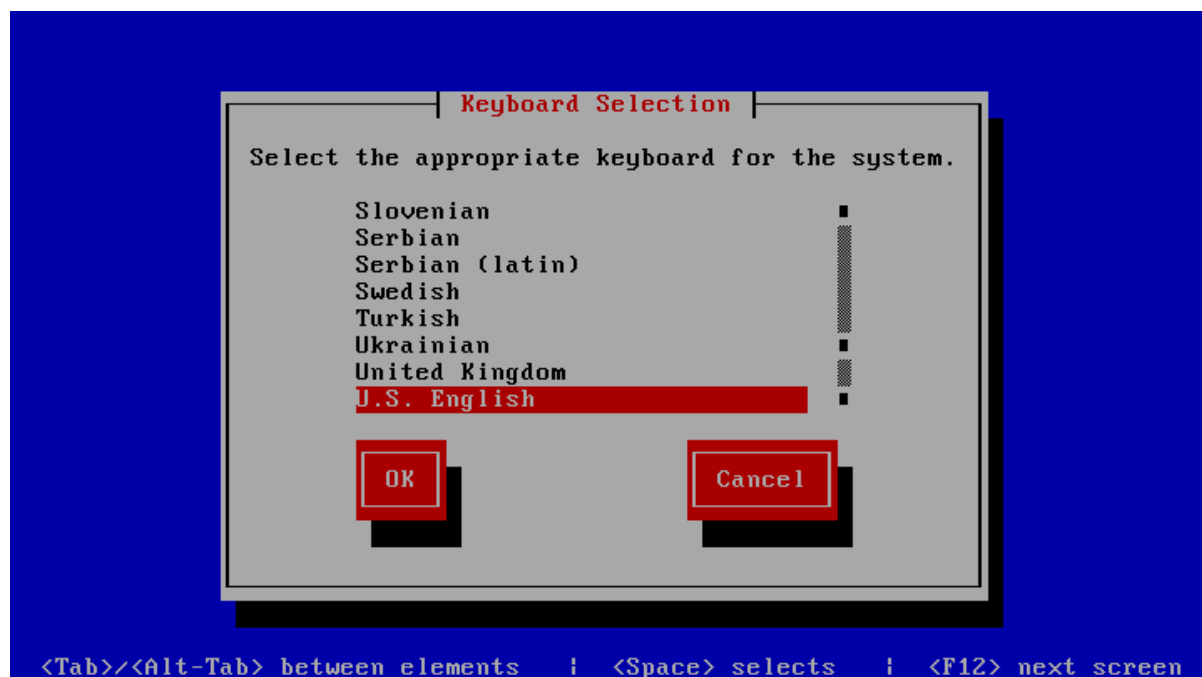 Keyboard Selection
Select the appropriate keyboard for the system.
Slovenian
Serbian
Serbian (latin)
Swedish
Turkish
Ukrainian
United Kingdom
U.S. English
OK
Cancel
<Tab>/<Alt-Tab> between elements | <Space> selects | <F12> next screen